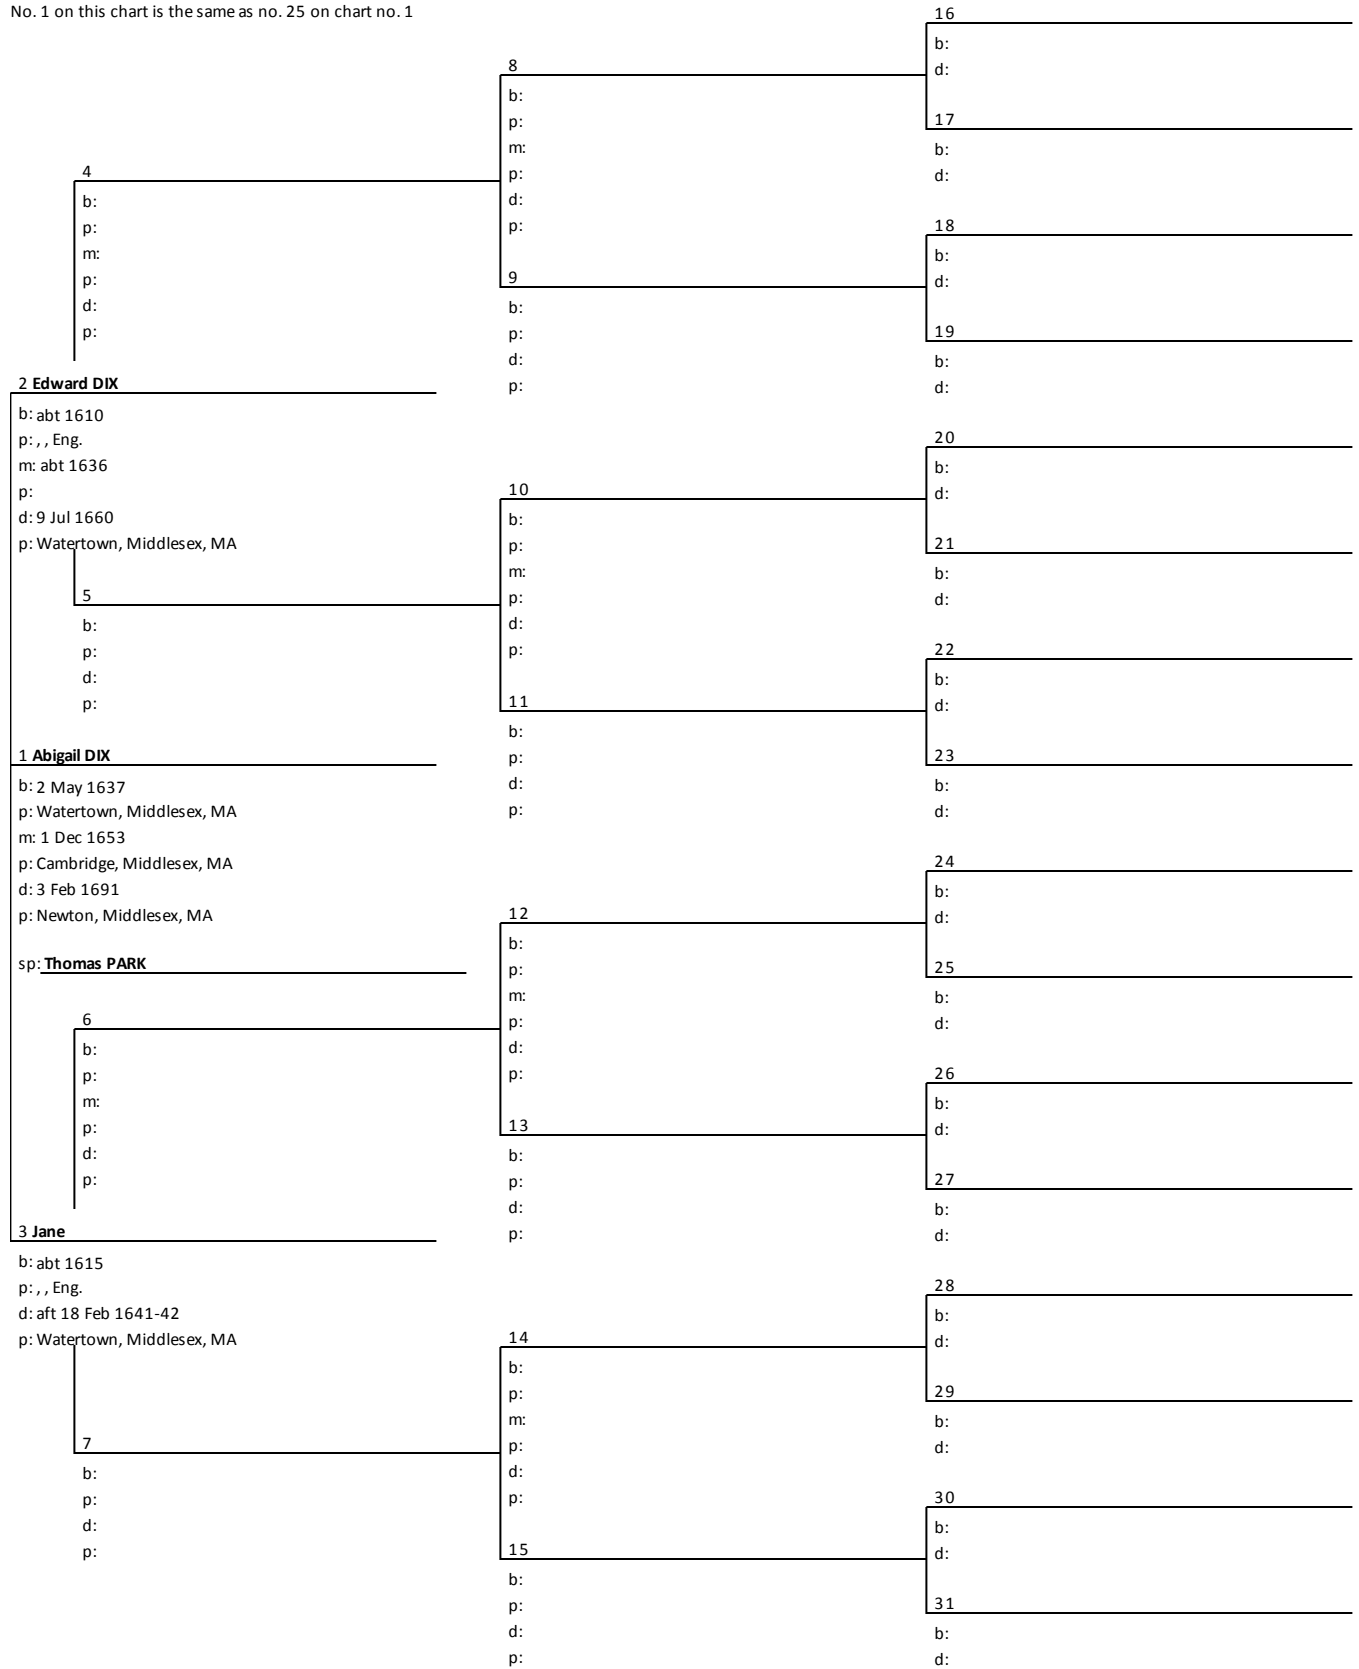 No. 1 on this chart is the same as no. 25 on chart no. 1
16
b:
d:
8
b:
p:
m:
p:
d:
p:
17
b:
d:
4
b:
p:
m:
p:
d:
p:
18
b:
d:
9
b:
p:
d:
p:
19
b:
d:
2 Edward DIX
b: abt 1610
p: , , Eng.
m: abt 1636
p:
d: 9 Jul 1660
p: Watertown, Middlesex, MA
20
b:
d:
10
b:
p:
m:
p:
d:
p:
21
b:
d:
5
b:
p:
d:
p:
22
b:
d:
11
b:
p:
d:
p:
23
b:
d:
1 Abigail DIX
b: 2 May 1637
p: Watertown, Middlesex, MA
m: 1 Dec 1653
p: Cambridge, Middlesex, MA
d: 3 Feb 1691
p: Newton, Middlesex, MA
sp: Thomas PARK
24
b:
d:
12
b:
p:
m:
p:
d:
p:
25
b:
d:
6
b:
p:
m:
p:
d:
p:
26
b:
d:
13
b:
p:
d:
p:
27
b:
d:
3 Jane
b: abt 1615
p: , , Eng.
d: aft 18 Feb 1641-42
p: Watertown, Middlesex, MA
28
b:
d:
14
b:
p:
m:
p:
d:
p:
29
b:
d:
7
b:
p:
d:
p:
30
b:
d:
15
b:
p:
d:
p:
31
b:
d: